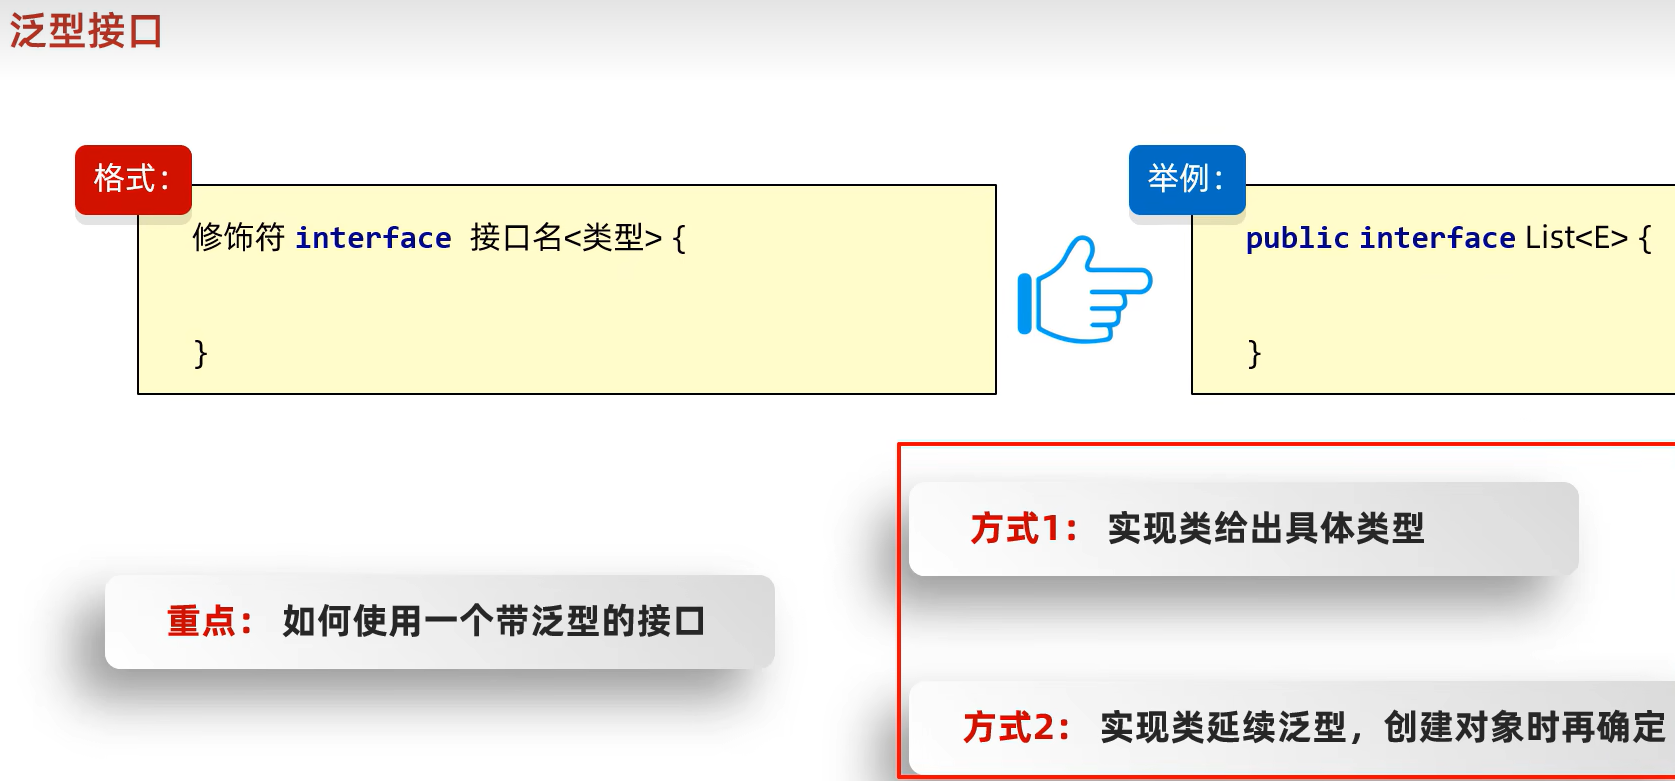 泛型接口
格式：
修饰符 interface 接口名<类型> {
}
举例：
public interface List<E> {
}
重点： 如何使用一个带泛型的接口
方式1： 实现类给出具体类型
方式2： 实现类延续泛型，创建对象时再确定